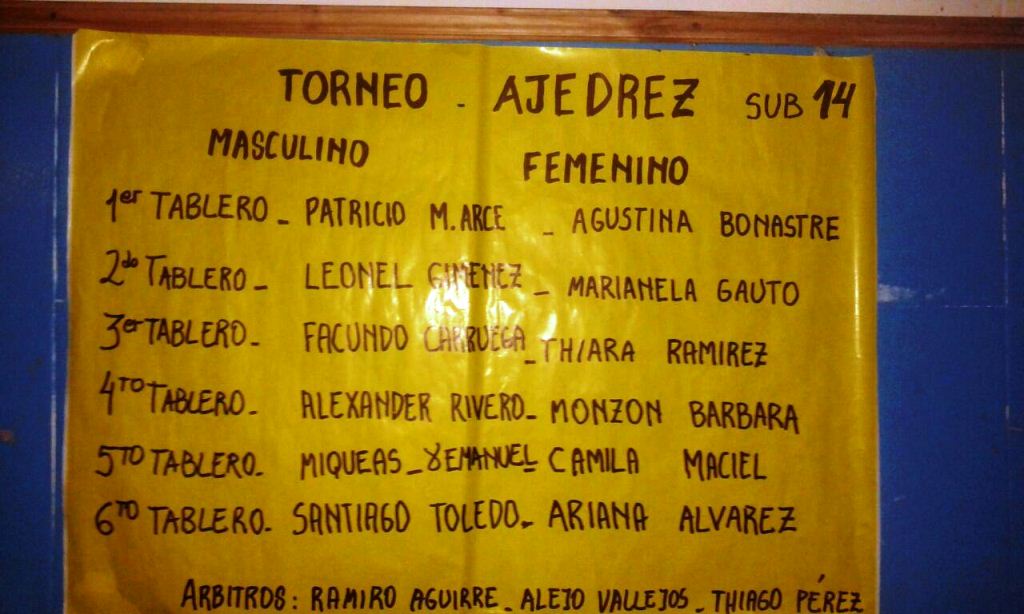 TORNEO - AJEDREZ SUB 14
MASCULINO FEMENINO
1er TABLERO - PATRICIO M. ARCE - AGUSTINA BONASTRE
2do TABLERO - LEONEL GIMENEZ - MARIANELA GAUTO
3er TABLERO - FACUNDO CARRUEGA - THIARA RAMIREZ
4TO TABLERO - ALEXANDER RIVERO - MONZON BARBARA
5TO TABLERO - MIQUEAS - YEMANUEL CAMILA MACIEL
6TO TABLERO - SANTIAGO TOLEDO - ARIANA ALVAREZ
ARBITROS: RAMIRO AGUIRRE - ALEJO VALLEJOS - THIAGO PÉREZ